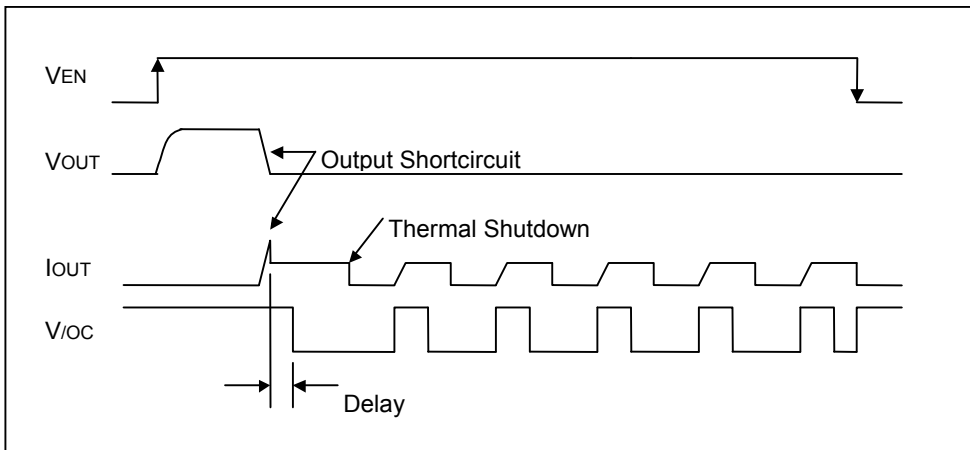 VEN
VOUT
Output Shortcircuit
Thermal Shutdown
IOUT
V/OC
Delay